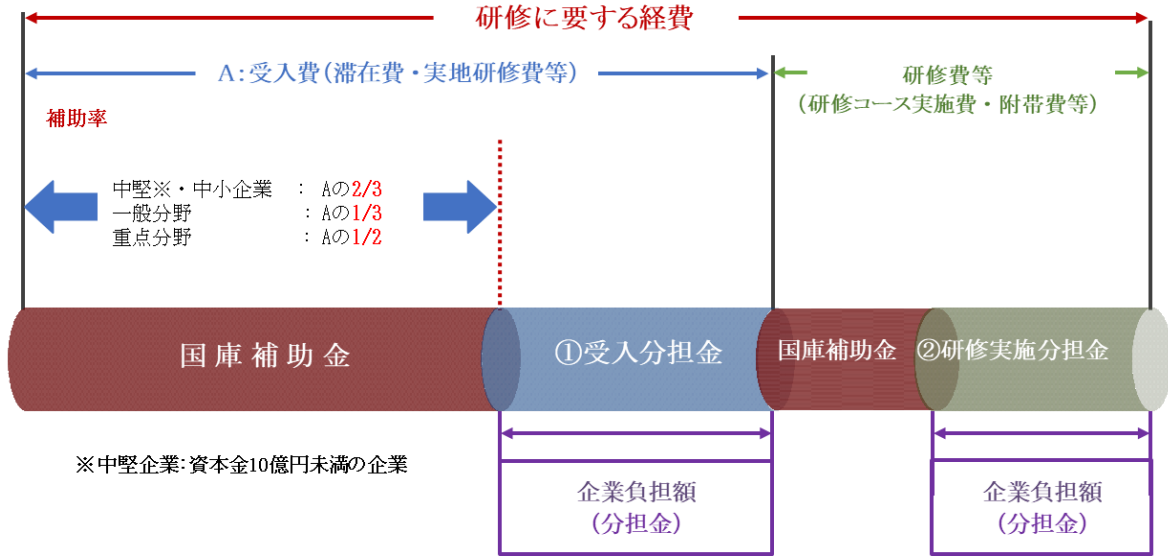 研修に要する経費
A:受入費(滞在費・実地研修費等)
研修費等
(研修コース実施費・附帯費等)
補助率
中堅※・中小企業 : Aの2/3
一般分野 : Aの1/3
重点分野 : Aの1/2
国庫補助金
①受入分担金
国庫補助金
②研修実施分担金
※中堅企業:資本金10億円未満の企業
企業負担額
(分担金)
企業負担額
(分担金)